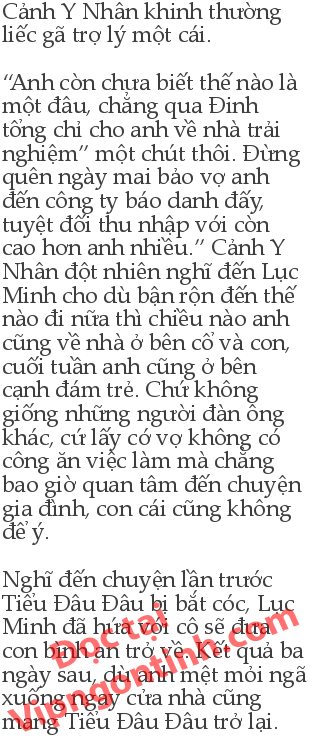 Cảnh Y Nhân khinh thường
liếc gã trợ lý một cái.
“Anh còn chưa biết thế nào là
một đâu, chẳng qua Đinh
tổng chỉ cho anh về nhà trải
nghiệm” một chút thôi. Đừng
quên ngày mai bảo vợ anh
đến công ty báo danh đấy,
tuyệt đối thu nhập với còn
cao hơn anh nhiều.” Cảnh Y
Nhân đột nhiên nghĩ đến Lục
Minh cho dù bận rộn đến thế
nào đi nữa thì chiều nào anh
cũng về nhà ở bên cổ và con,
cuối tuần anh cũng ở bên
cạnh đám trẻ. Chứ không
giống những người đàn ông
khác, cứ lấy cớ vợ không có
công ăn việc làm mà chẳng
bao giờ quan tâm đến chuyện
gia đình, con cái cũng không
để ý.
Nghĩ đến chuyện lần trước
Tiểu Đâu Đâu bị bắt cóc, Lục
Minh đã hứa với cô sẽ đưa
con bình an trở về. Kết quả ba
ngày sau, dù anh mệt mỏi ngã
xuống ngay cửa nhà cũng
mang Tiểu Đâu Đâu trở lại.
Đọc tại
Vipngontinh.com